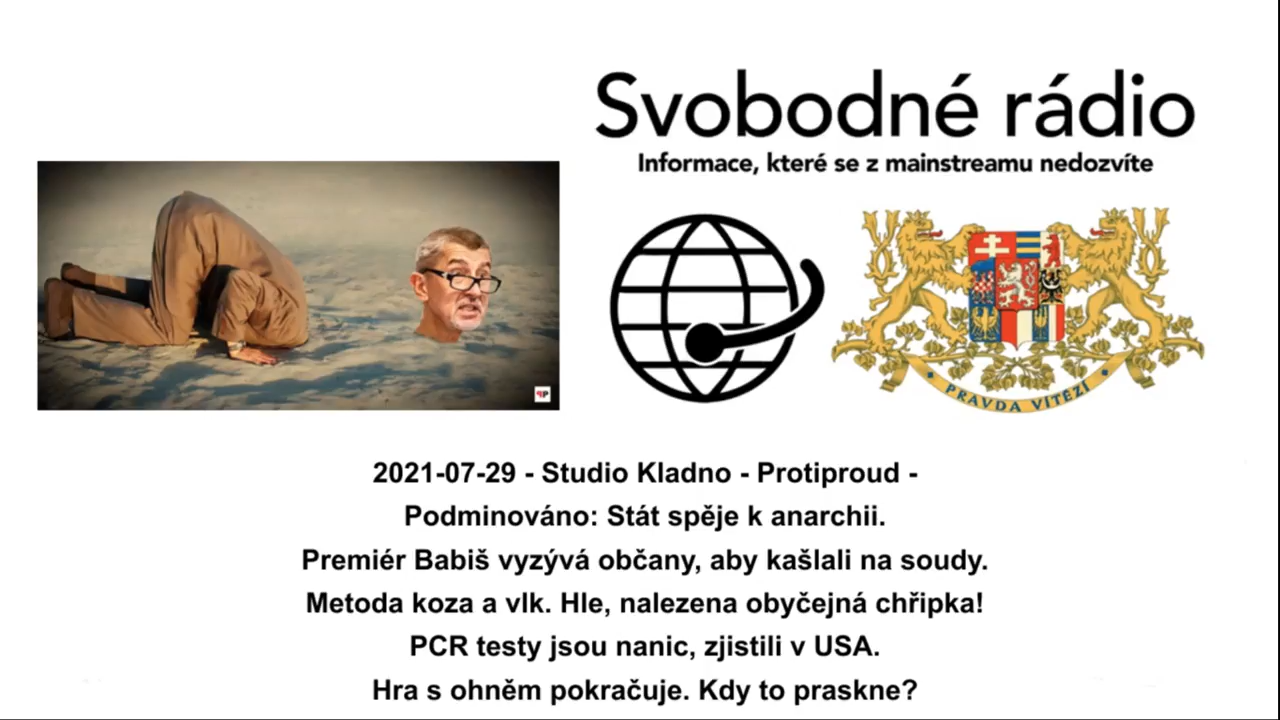 Svobodné rádio
Informace, které se z mainstreamu nedozvíte
PP
PRAVDA VÍTĚZÍ
2021-07-29 - Studio Kladno - Protiproud -
Podminováno: Stát spěje k anarchii.
Premiér Babiš vyzývá občany, aby kašlali na soudy.
Metoda koza a vlk. Hle, nalezena obyčejná chřipka!
PCR testy jsou nanic, zjistili v USA.
Hra s ohněm pokračuje. Kdy to praskne?